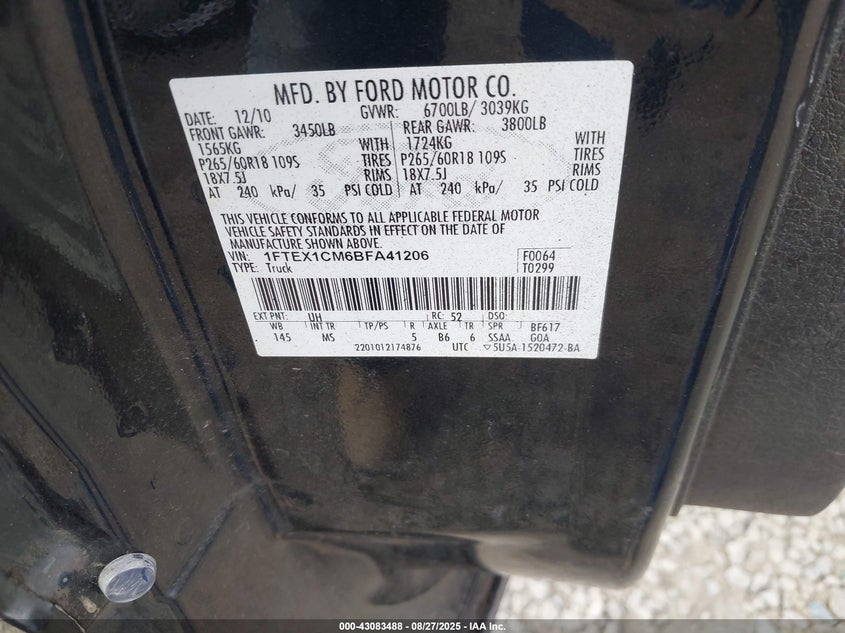 MFD. BY FORD MOTOR CO.
DATE: 12/10 GVWR: 6700LB/ 3039KG
FRONT GAWR: 3450LB REAR GAWR: 3800LB
1565KG WITH 1724KG WITH
P265/60R18 109S TIRES P265/60R18 109S TIRES
18X7.5J RIMS 18X7.5J RIMS
AT 240 kPa/ 35 PSI COLD AT 240 kPa/ 35 PSI COLD
THIS VEHICLE CONFORMS TO ALL APPLICABLE FEDERAL MOTOR
VEHICLE SAFETY STANDARDS IN EFFECT ON THE DATE OF
MANUFACTURE SHOWN ABOVE.
VIN: 1FTEX1CM6BFA41206 F0064
TYPE: Truck T0299
EXT PNT: UH RC: 52 DSO:
WB INT TR TP/PS R AXLE TR SPR BF617
145 MS 5 B6 6 SSAA GOA
2201012174876 UTC ▽5U5A-1520472-BA
000-43083488 - 08/27/2025 - IAA Inc.